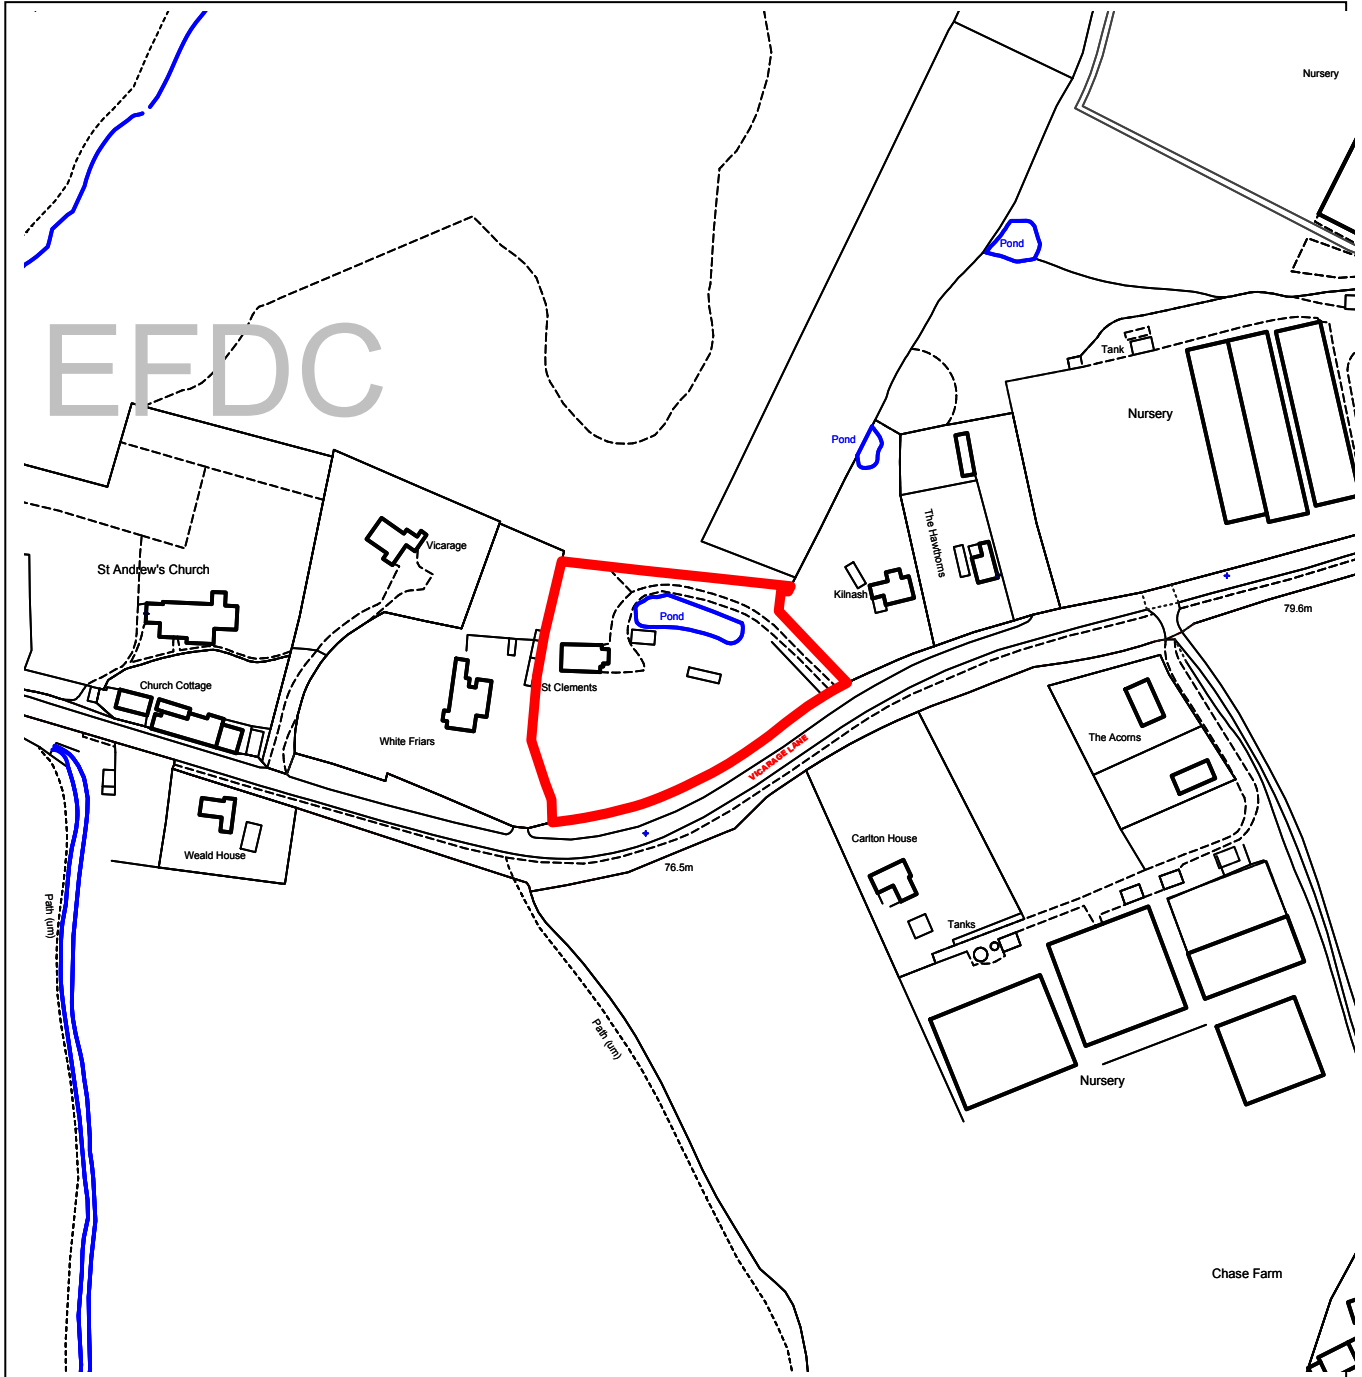 Nursery
Pond
EFDC
Tank
Nursery
Pond
The Hawthorns
Vicarage
St Andrew's Church
Kilnash
79.6m
Pond
Church Cottage
St Clements
White Friars
VICARAGE LANE
The Acorns
Carlton House
Weald House
76.5m
Path (um)
Tanks
Path (um)
Nursery
Chase Farm